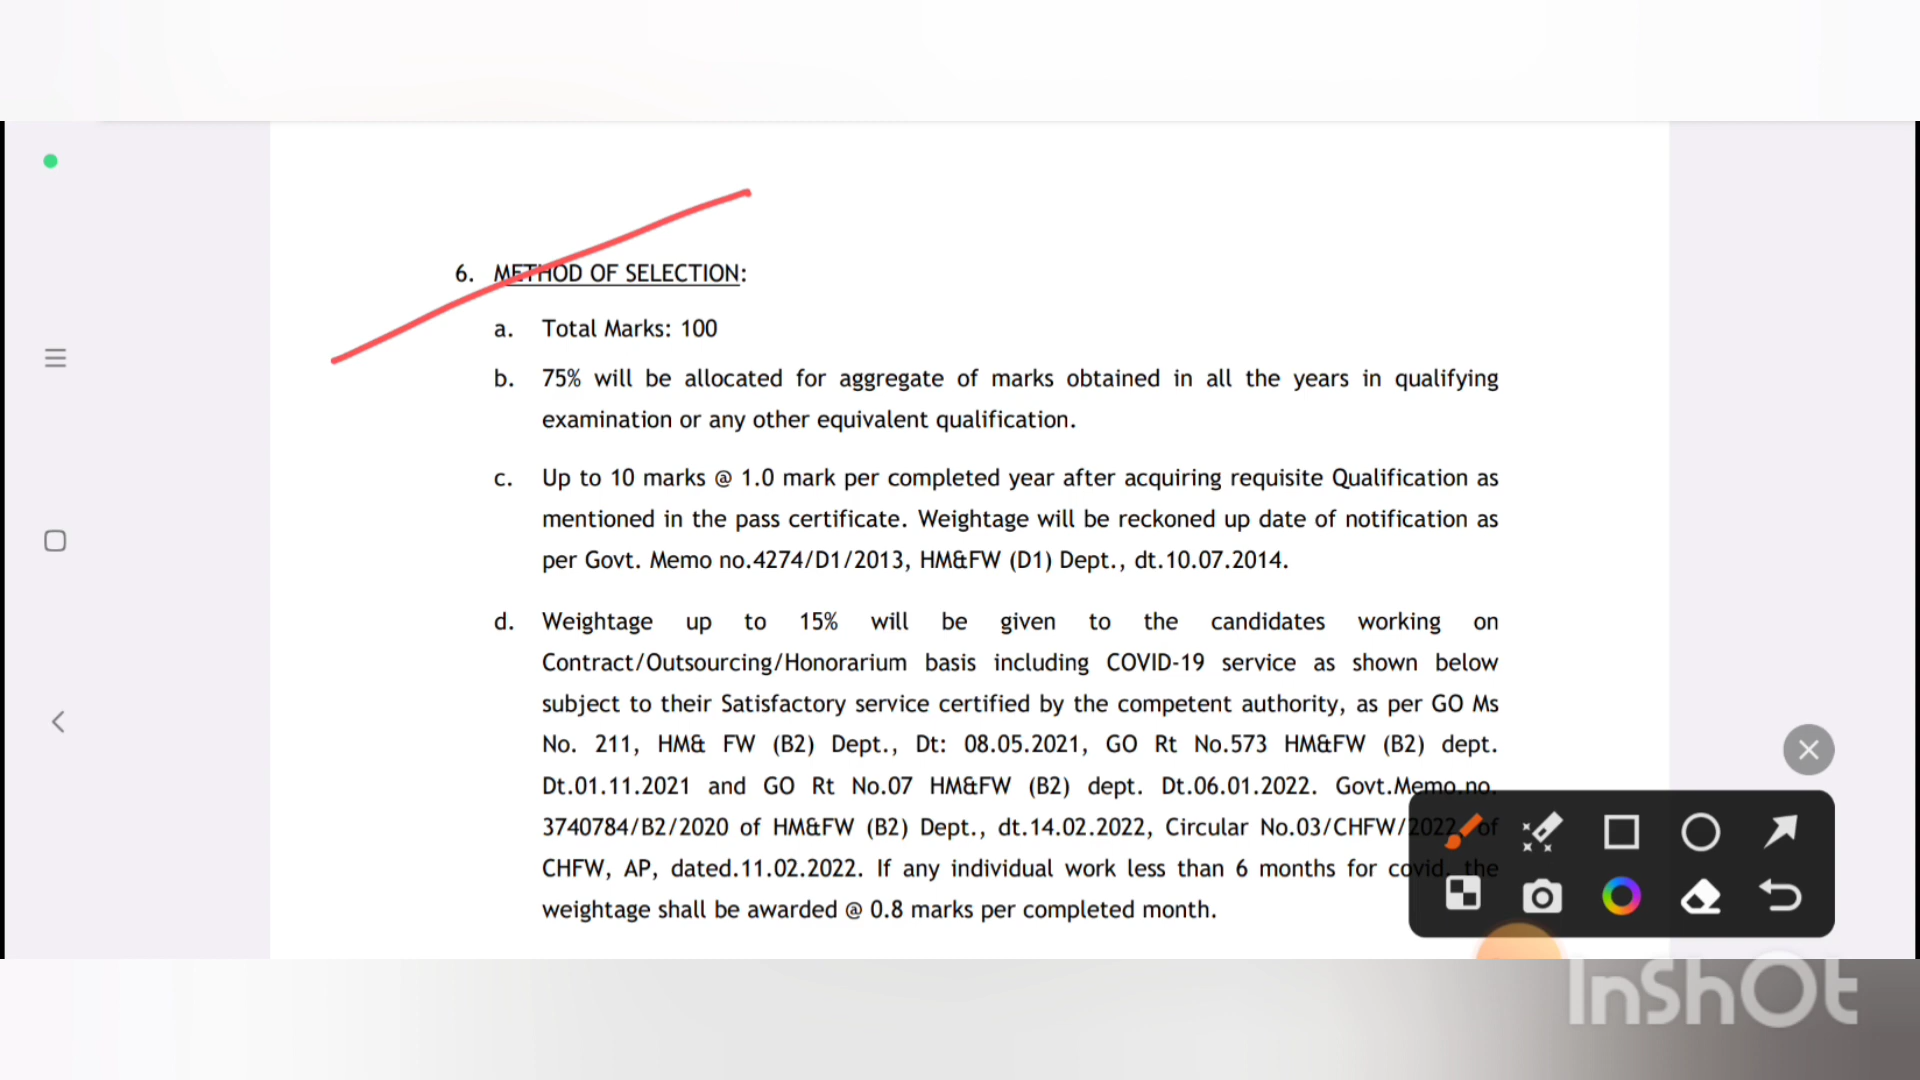 6. METHOD OF SELECTION:
a. Total Marks: 100
b. 75% will be allocated for aggregate of marks obtained in all the years in qualifying
examination or any other equivalent qualification.
c. Up to 10 marks @ 1.0 mark per completed year after acquiring requisite Qualification as
mentioned in the pass certificate. Weightage will be reckoned up date of notification as
per Govt. Memo no.4274/D1/2013, HM&FW (D1) Dept., dt.10.07.2014.
d. Weightage up to 15% will be given to the candidates working on
Contract/Outsourcing/Honorarium basis including COVID-19 service as shown below
subject to their Satisfactory service certified by the competent authority, as per GO Ms
No. 211, HM& FW (B2) Dept., Dt: 08.05.2021, GO Rt No.573 HM&FW (B2) dept.
Dt.01.11.2021 and GO Rt No.07 HM&FW (B2) dept. Dt.06.01.2022. Govt.Memo.no.
3740784/B2/2020 of HM&FW (B2) Dept., dt.14.02.2022, Circular No.03/CHFW/2022, of
CHFW, AP, dated.11.02.2022. If any individual work less than 6 months for covid, the
weightage shall be awarded @ 0.8 marks per completed month.
InShOt